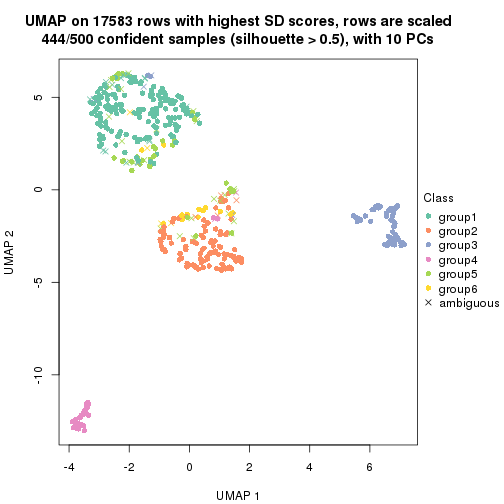 UMAP on 17583 rows with highest SD scores, rows are scaled
444/500 confident samples (silhouette > 0.5), with 10 PCs
5
0
-5
-10
UMAP 2
-4
-2
0
2
4
6
UMAP 1
Class
group1
group2
group3
group4
group5
group6
ambiguous